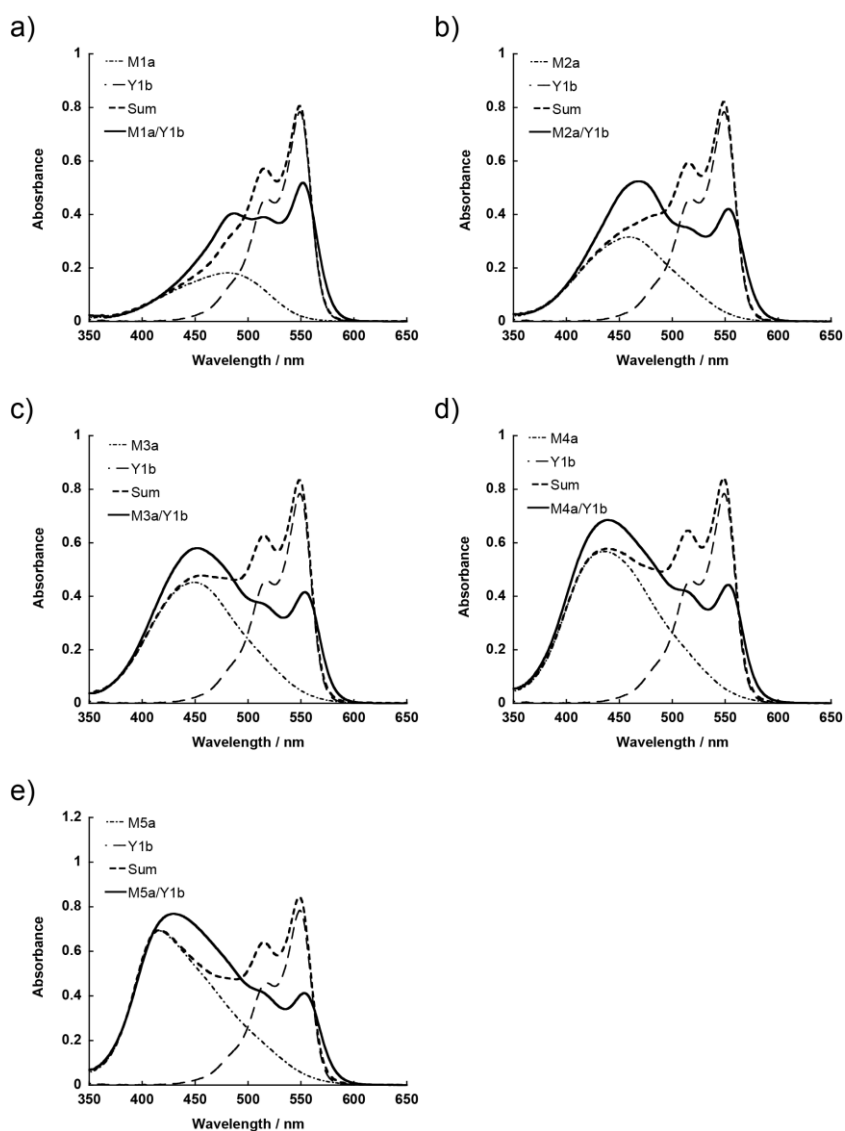 a)
M1a
Y1b
Sum
M1a/Y1b
1
0.8
0.6
0.4
0.2
0
Abosrbance
350 400 450 500 550 600 650
Wavelength / nm
b)
M2a
Y1b
Sum
M2a/Y1b
1
0.8
0.6
0.4
0.2
0
Absorbance
350 400 450 500 550 600 650
Wavelength / nm
c)
M3a
Y1b
Sum
M3a/Y1b
1
0.8
0.6
0.4
0.2
0
Absorbance
350 400 450 500 550 600 650
Wavelength / nm
d)
M4a
Y1b
Sum
M4a/Y1b
1
0.8
0.6
0.4
0.2
0
Absorbance
350 400 450 500 550 600 650
Wavelength / nm
e)
M5a
Y1b
Sum
M5a/Y1b
1.2
1
0.8
0.6
0.4
0.2
0
Absorbance
350 400 450 500 550 600 650
Wavelength / nm